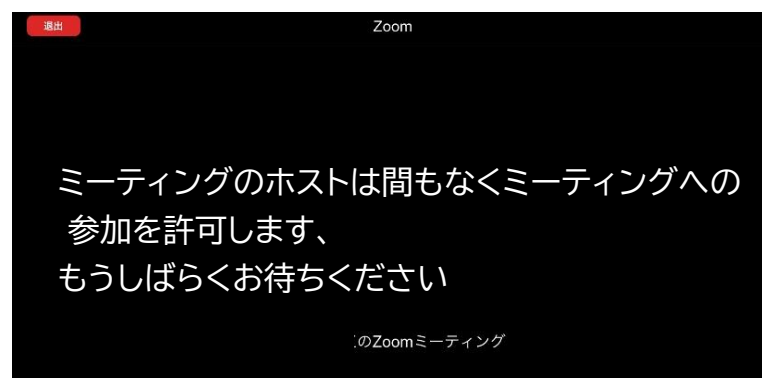 退出
Zoom
ミーティングのホストは間もなくミーティングへの
参加を許可します、
もうしばらくお待ちください
のZoomミーティング